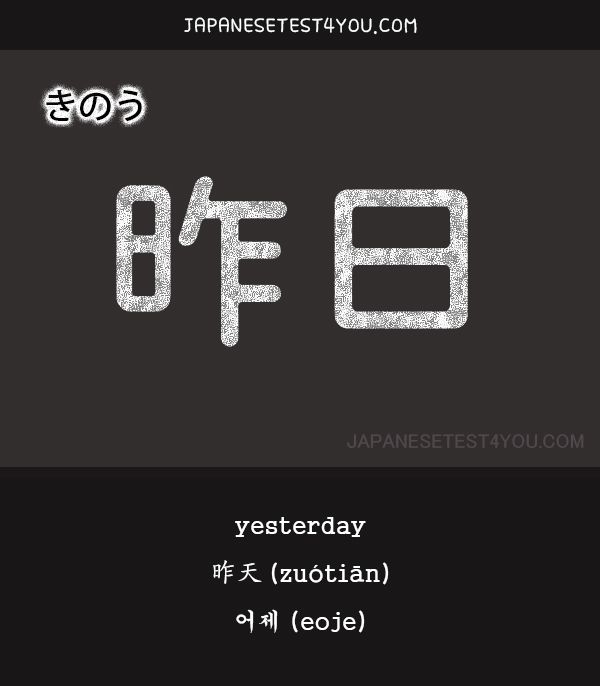 JAPANESETEST4YOU.COM
きのう
昨日
JAPANESETEST4YOU.COM
yesterday
昨天 (zuótiān)
어제 (eoje)